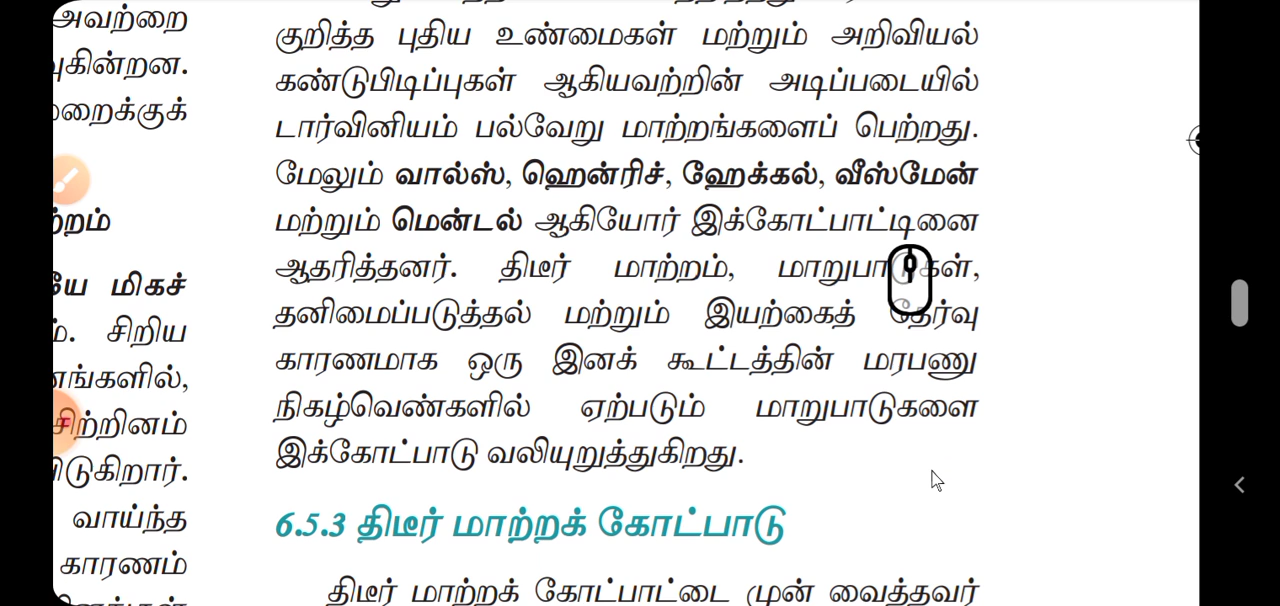 அவற்றை
கின்றன.
றைக்குக்
ற்றம்
யே மிகச்
ம். சிறிய
ங்களில்,
சிற்றினம்
டுகிறார்.
வாய்ந்த
காரணம்
குறித்த புதிய உண்மைகள் மற்றும் அறிவியல்
கண்டுபிடிப்புகள் ஆகியவற்றின் அடிப்படையில்
டார்வினியம் பல்வேறு மாற்றங்களைப் பெற்றது.
மேலும் வால்ஸ், ஹென்ரிச், ஹேக்கல், வீஸ்மேன்
மற்றும் மென்டல் ஆகியோர் இக்கோட்பாட்டினை
ஆதரித்தனர். திடீர் மாற்றம், மாறுபாடுகள்,
தனிமைப்படுத்தல் மற்றும் இயற்கைத் தேர்வு
காரணமாக ஒரு இனக் கூட்டத்தின் மரபணு
நிகழ்வெண்களில் ஏற்படும் மாறுபாடுகளை
இக்கோட்பாடு வலியுறுத்துகிறது.
6.5.3 திடீர் மாற்றக் கோட்பாடு
திடீர் மாற்றக் கோட்பாட்டை முன் வைத்தவர்